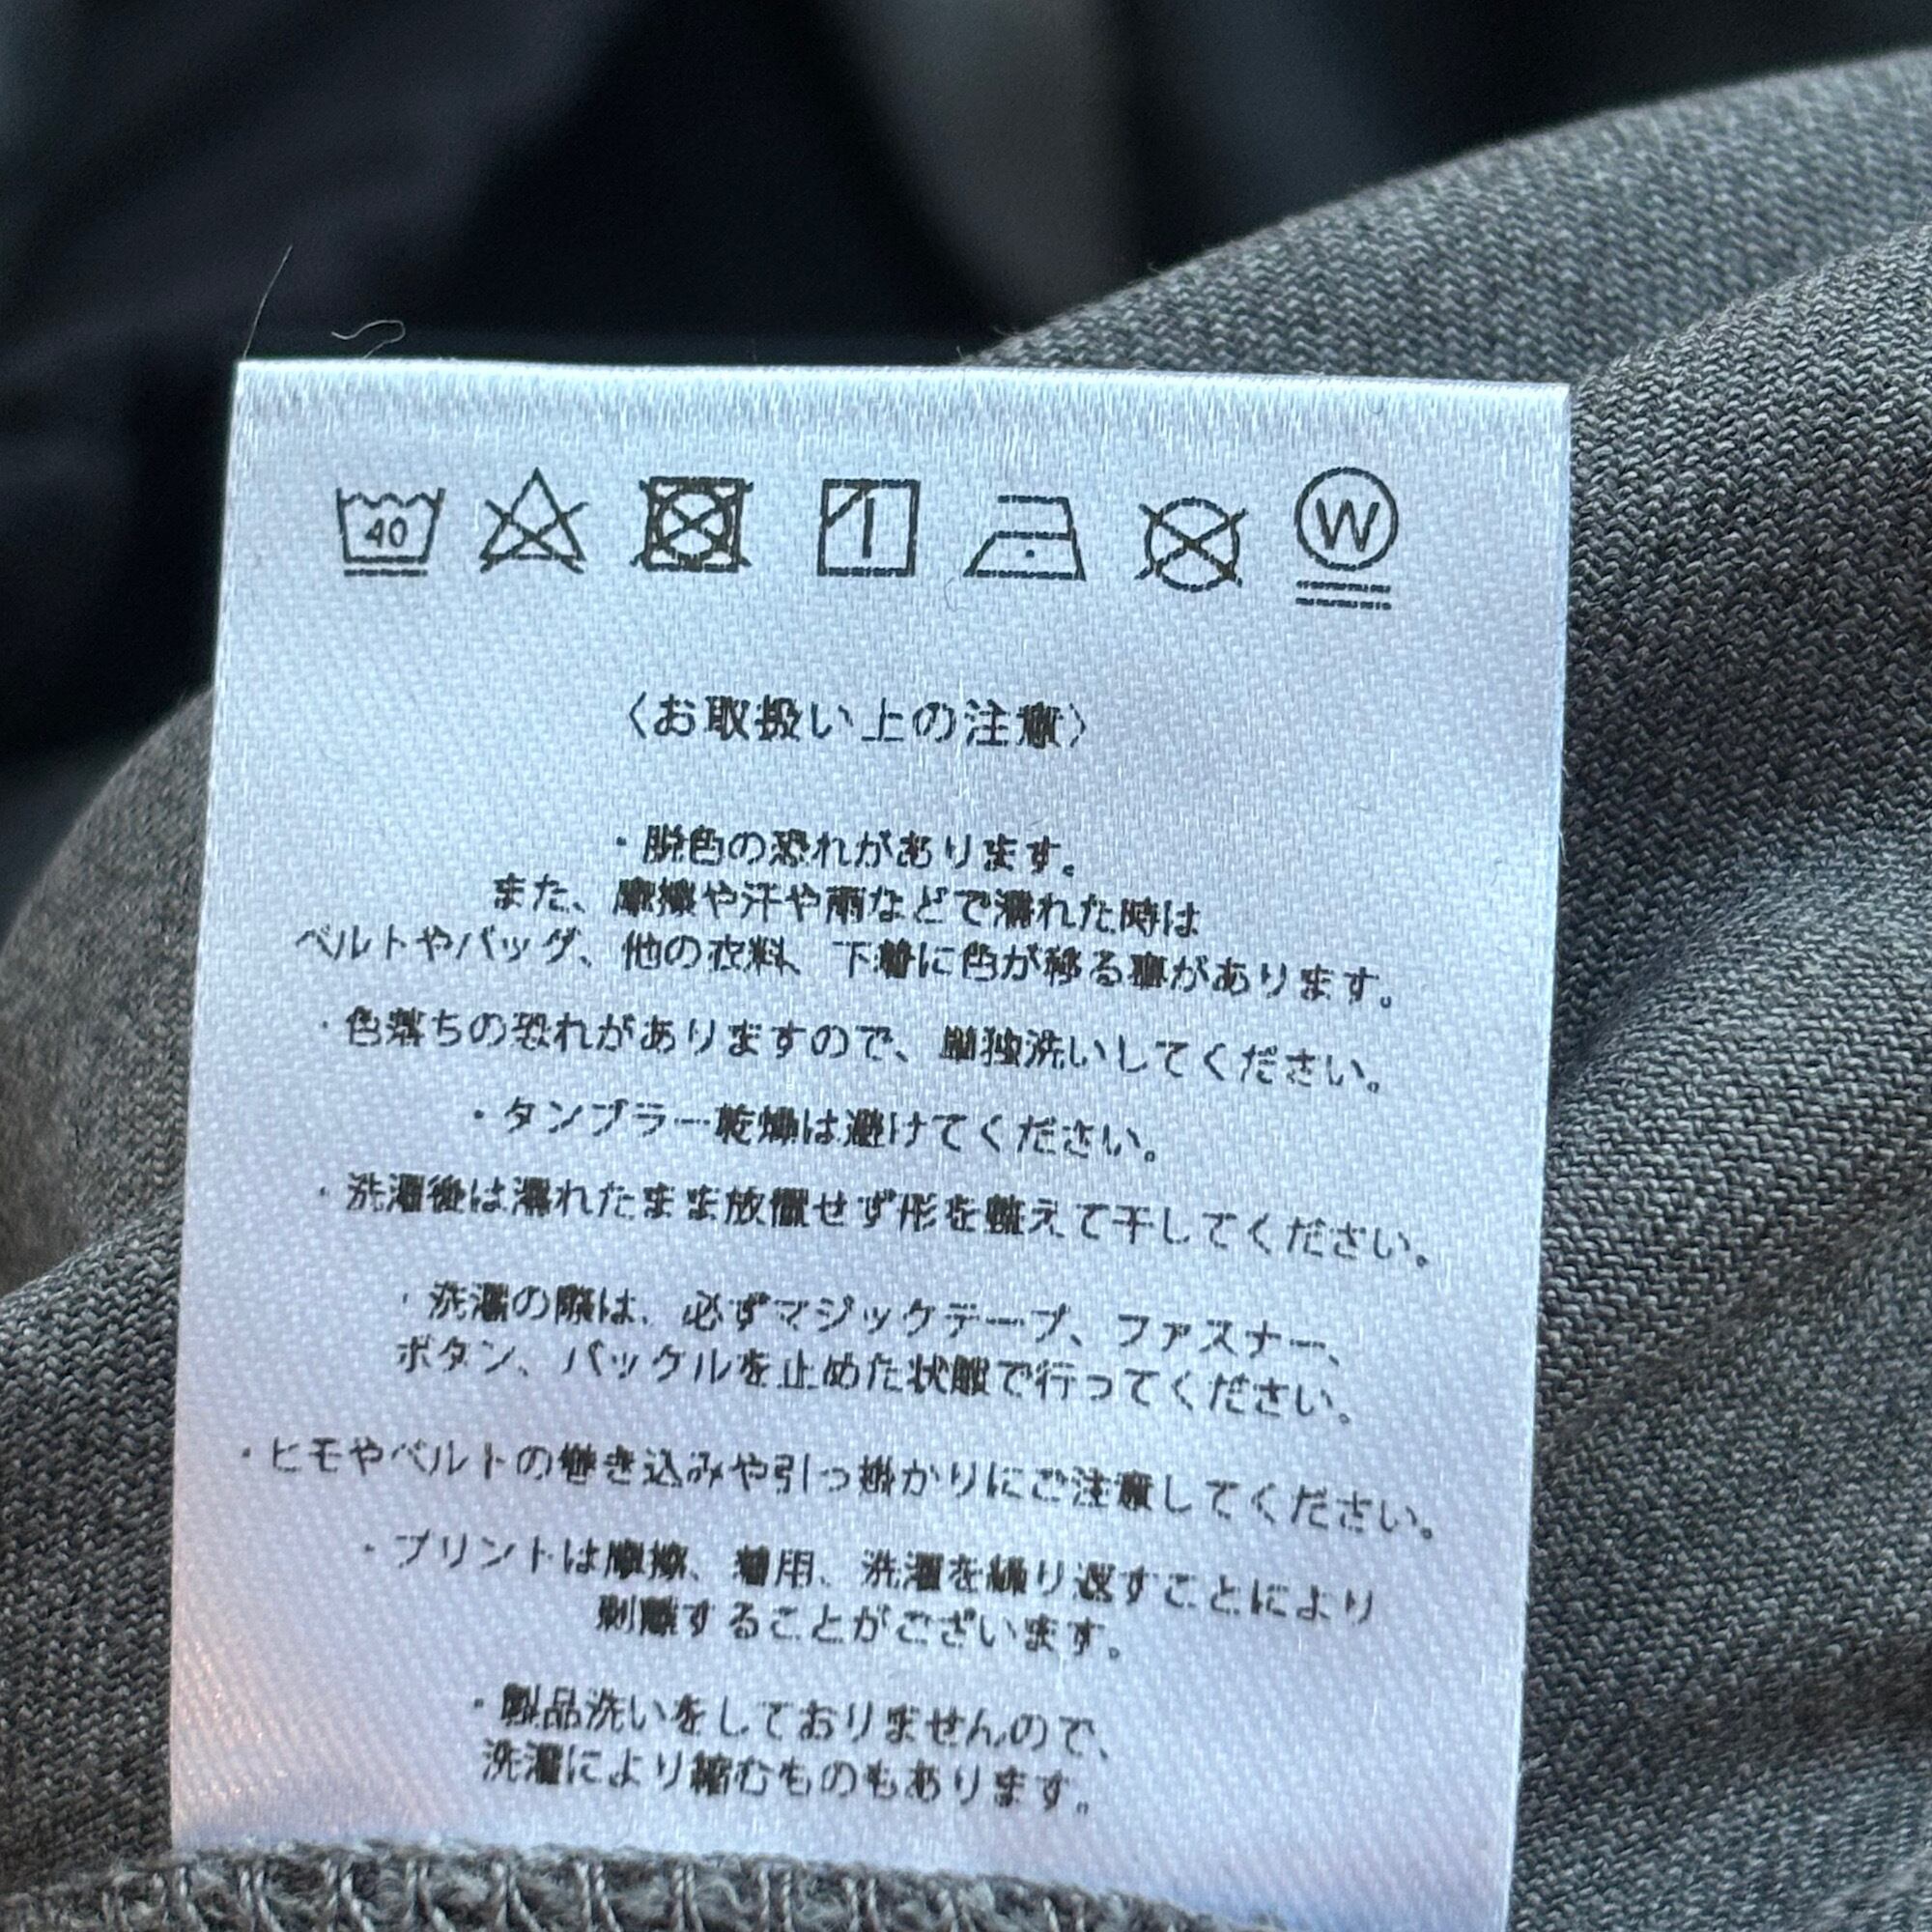 40
W
〈お取扱い上の注意〉
・脱色の恐れがあります。
また、摩擦や汗や雨などで濡れた時は
ベルトやバッグ、他の衣料、下着に色が移る事があります。
・色落ちの恐れがありますので、単独洗いしてください。
・タンブラー乾燥は避けてください。
・洗濯後は濡れたまま放置せず形を整えて干してください。
・洗濯の際は、必ずマジックテープ、ファスナー、
ボタン、バックルを止めた状態で行ってください。
・ヒモやベルトの巻き込みや引っ掛かりにご注意してください。
・プリントは摩擦、着用、洗濯を繰り返すことにより
剥離することがございます。
・製品洗いをしておりませんので、
洗濯により縮むものもあります。